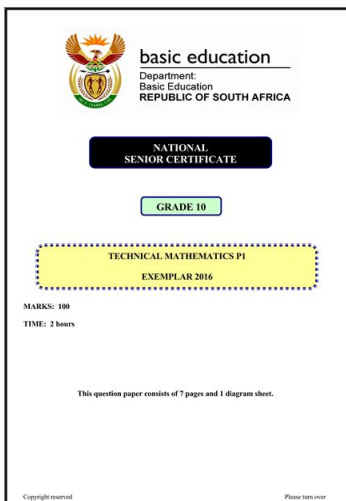 basic education
Department:
Basic Education
REPUBLIC OF SOUTH AFRICA
NATIONAL
SENIOR CERTIFICATE
GRADE 10
TECHNICAL MATHEMATICS P1
EXEMPLAR 2016
MARKS: 100
TIME: 2 hours
This question paper consists of 7 pages and 1 diagram sheet.
Copyright reserved Please turn over